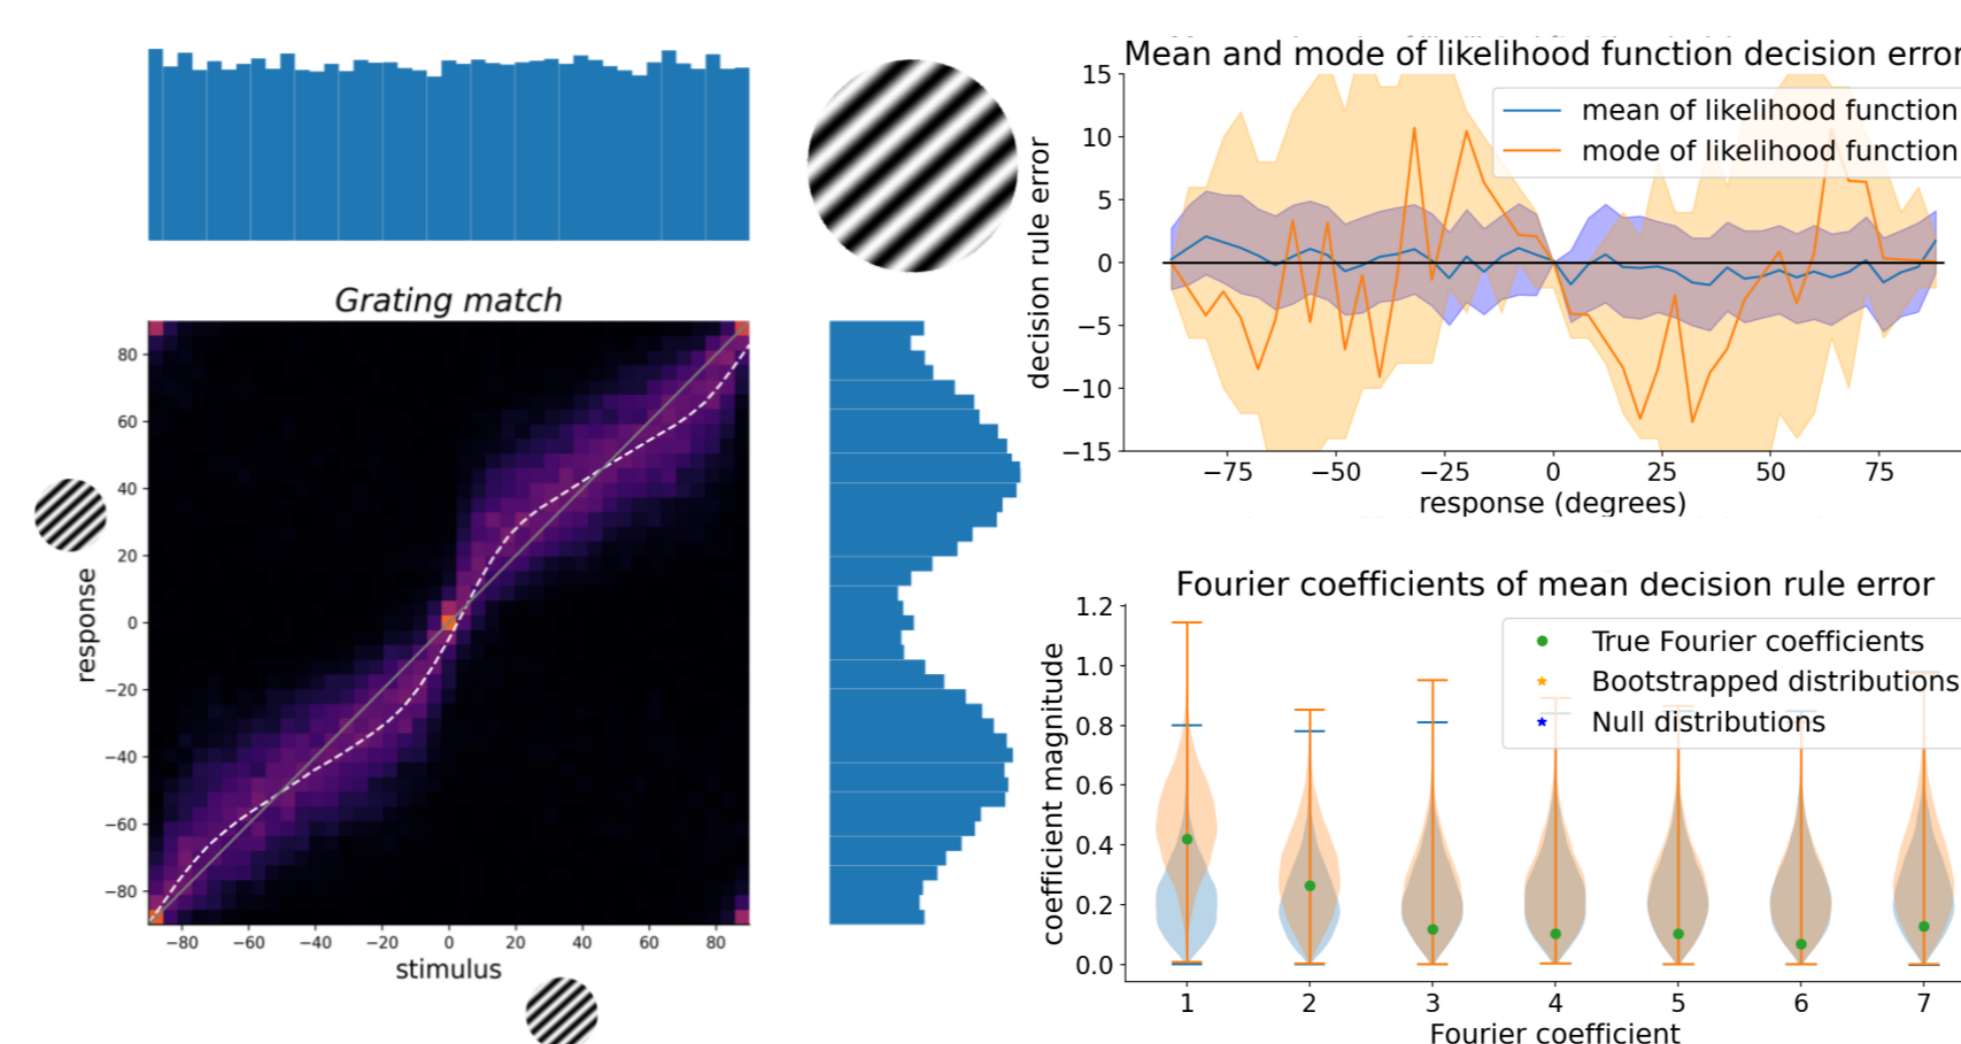 Grating match
80
60
40
20
0
−20
−40
−60
−80
response
−80 −60 −40 −20 0 20 40 60 80
stimulus
Mean and mode of likelihood function decision error
mean of likelihood function
mode of likelihood function
15
10
5
0
−5
−10
−15
decision rule error
−75 −50 −25 0 25 50 75
response (degrees)
Fourier coefficients of mean decision rule error
True Fourier coefficients
Bootstrapped distributions
Null distributions
1.2
1.0
0.8
0.6
0.4
0.2
0.0
coefficient magnitude
1 2 3 4 5 6 7
Fourier coefficient